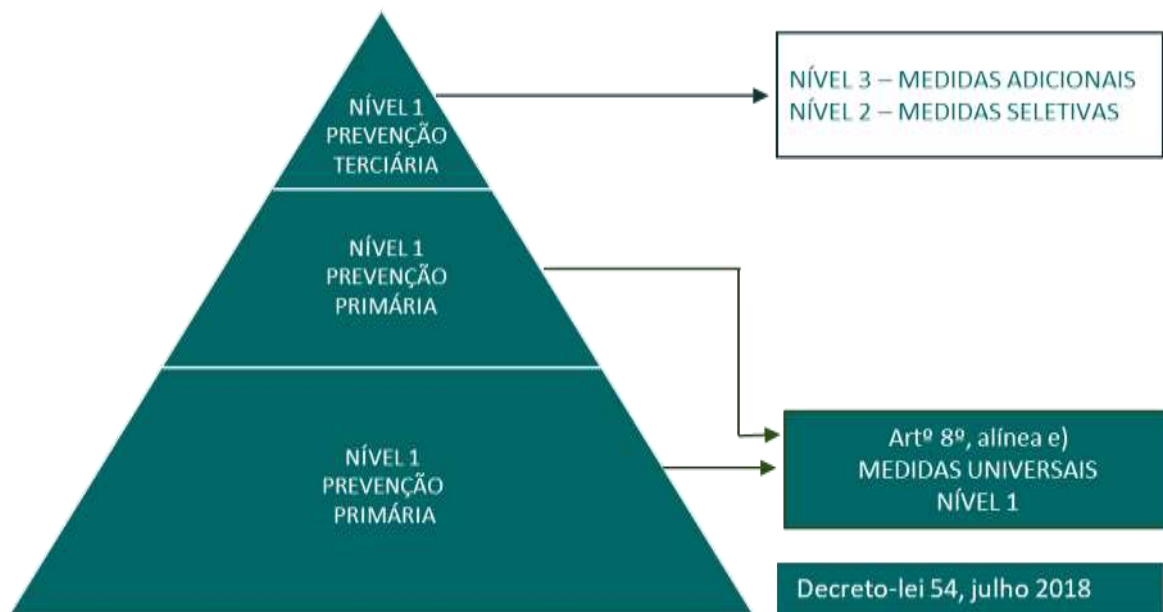 NÍVEL 1
PREVENÇÃO
TERCIÁRIA
NÍVEL 3 – MEDIDAS ADICIONAIS
NÍVEL 2 – MEDIDAS SELETIVAS
NÍVEL 1
PREVENÇÃO
PRIMÁRIA
NÍVEL 1
PREVENÇÃO
PRIMÁRIA
Artº 8º, alínea e)
MEDIDAS UNIVERSAIS
NÍVEL 1
Decreto-lei 54, julho 2018